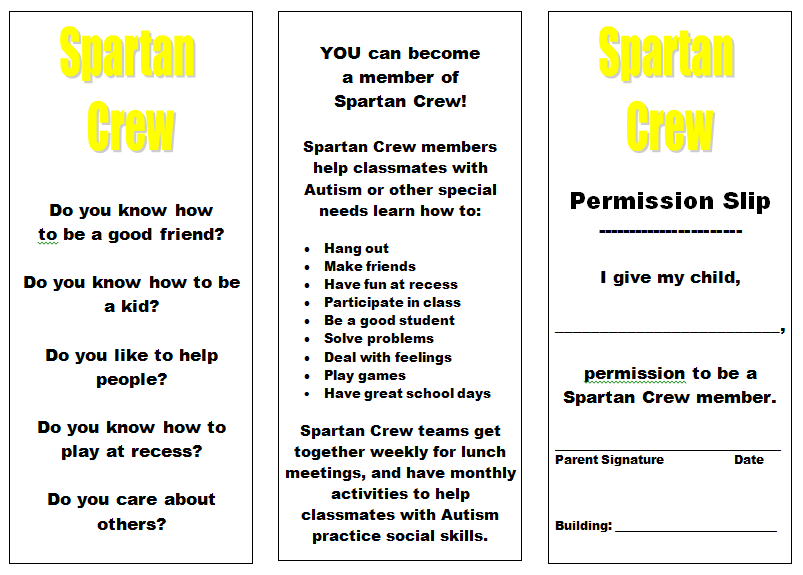 Spartan
Crew
Do you know how
to be a good friend?
Do you know how to be
a kid?
Do you like to help
people?
Do you know how to
play at recess?
Do you care about
others?
YOU can become
a member of
Spartan Crew!
Spartan Crew members
help classmates with
Autism or other special
needs learn how to:
• Hang out
• Make friends
• Have fun at recess
• Participate in class
• Be a good student
• Solve problems
• Deal with feelings
• Play games
• Have great school days
Spartan Crew teams get
together weekly for lunch
meetings, and have monthly
activities to help
classmates with Autism
practice social skills.
Spartan
Crew
Permission Slip
-----------------------
I give my child,
_________________________,
permission to be a
Spartan Crew member.
______________________________
Parent Signature Date
Building: ______________________